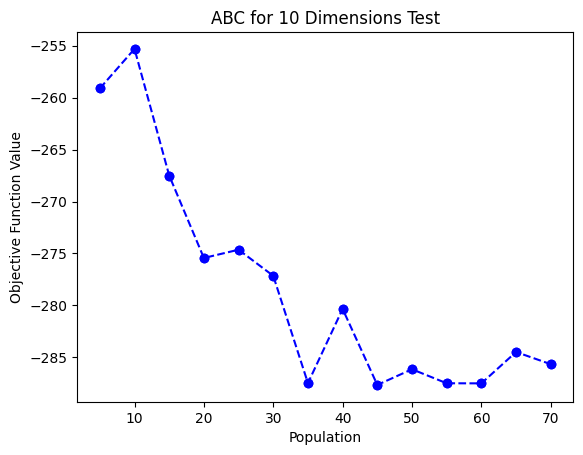 ABC for 10 Dimensions Test
Objective Function Value
−255
−260
−265
−270
−275
−280
−285
10 20 30 40 50 60 70
Population